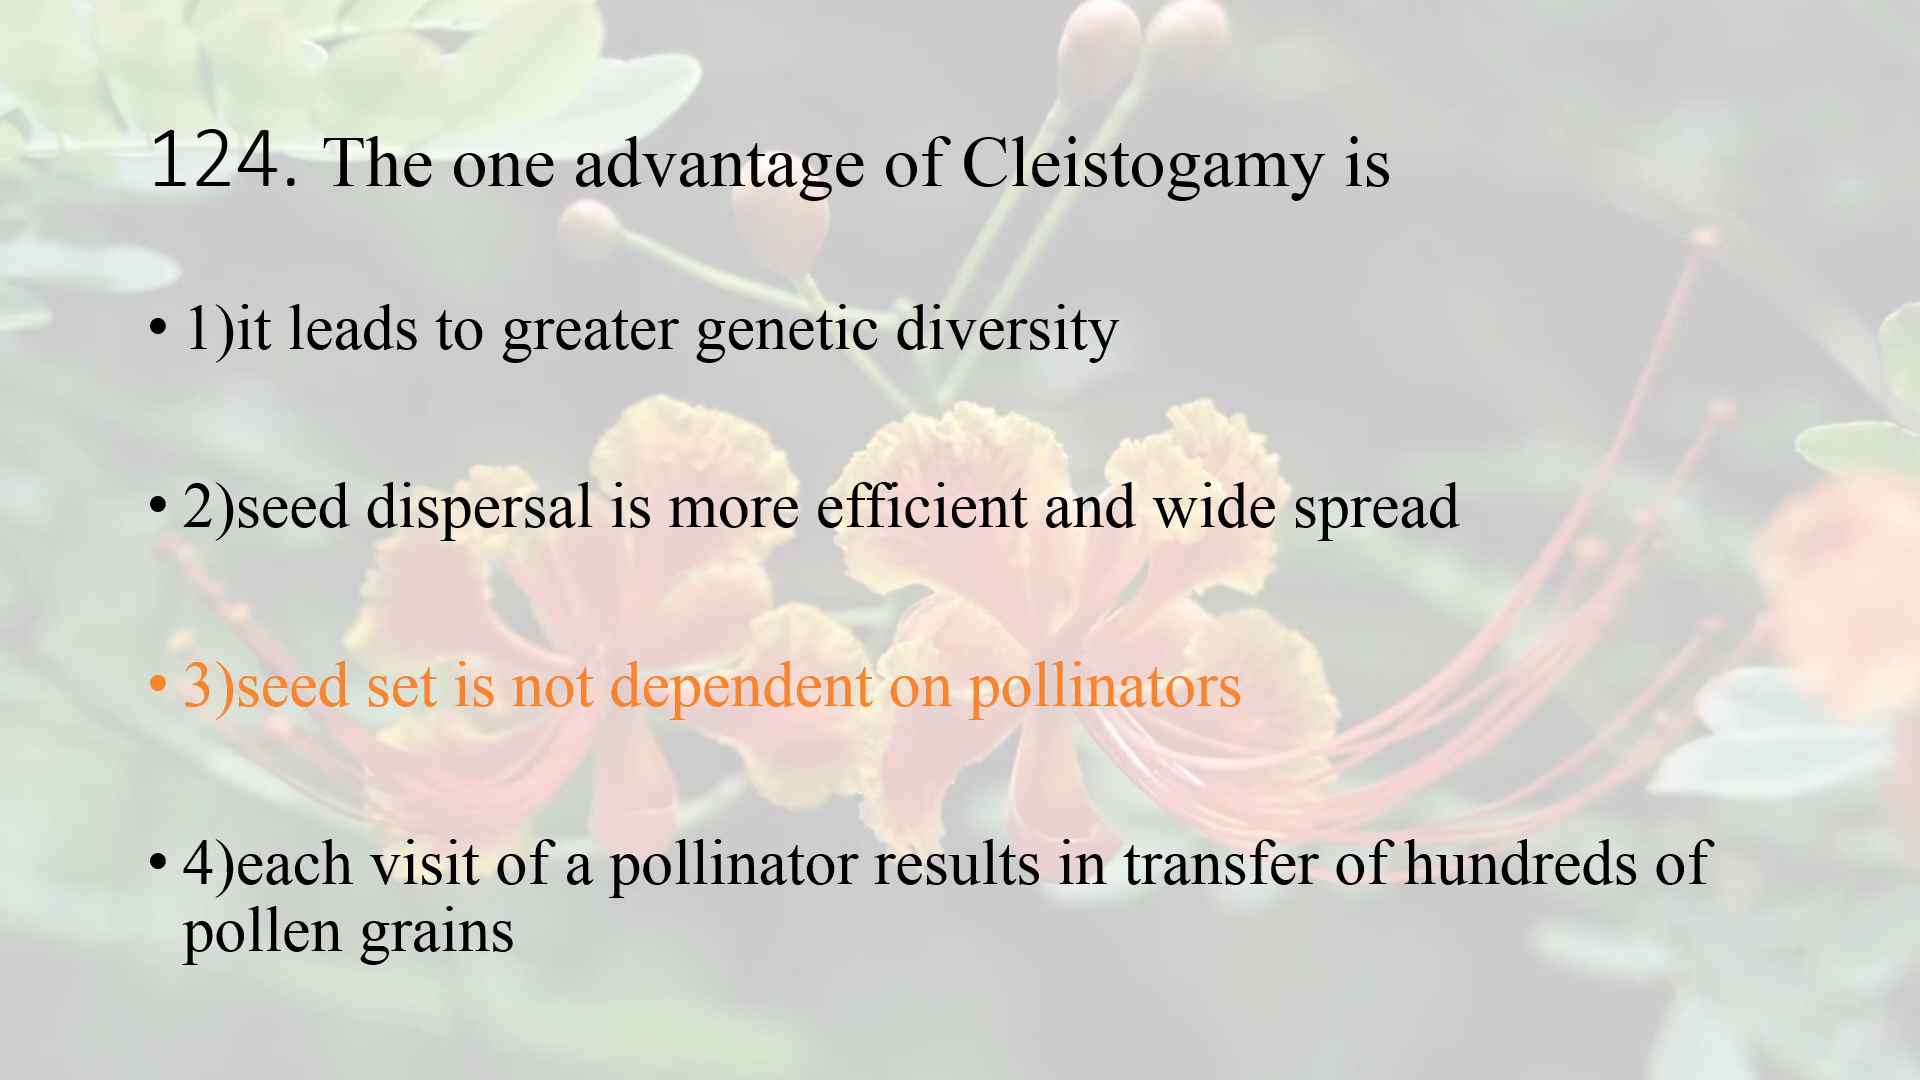 124. The one advantage of Cleistogamy is
• 1)it leads to greater genetic diversity
• 2)seed dispersal is more efficient and wide spread
• 3)seed set is not dependent on pollinators
• 4)each visit of a pollinator results in transfer of hundreds of
pollen grains